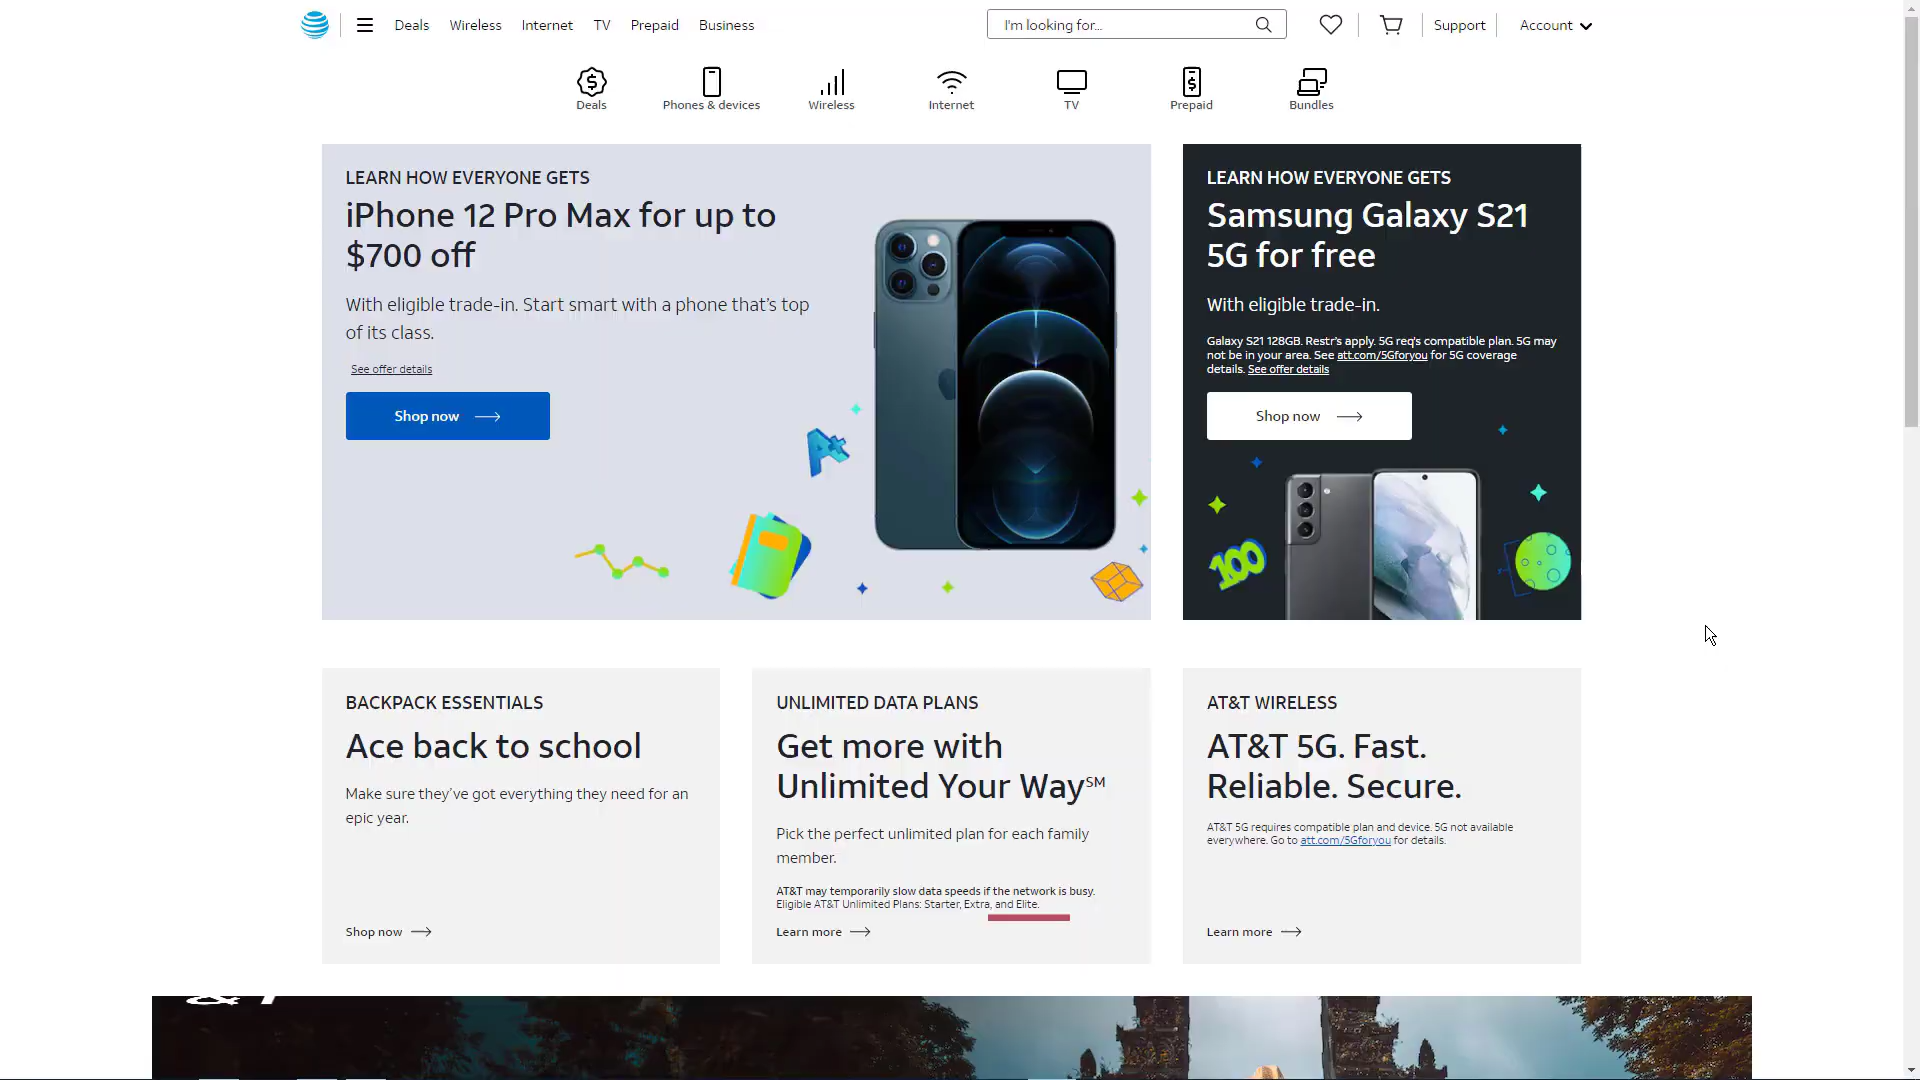 Deals Wireless Internet TV Prepaid Business I'm looking for... Support Account
Deals Phones & devices Wireless Internet TV Prepaid Bundles
LEARN HOW EVERYONE GETS
iPhone 12 Pro Max for up to
$700 off
With eligible trade-in. Start smart with a phone that's top
of its class.
See offer details
Shop now
A+
LEARN HOW EVERYONE GETS
Samsung Galaxy S21
5G for free
With eligible trade-in.
Galaxy S21 128GB. Restr's apply. 5G req's compatible plan. 5G may
not be in your area. See att.com/5Gforyou for 5G coverage
details. See offer details
Shop now
100
BACKPACK ESSENTIALS
Ace back to school
Make sure they've got everything they need for an
epic year.
Shop now
UNLIMITED DATA PLANS
Get more with
Unlimited Your Way℠
Pick the perfect unlimited plan for each family
member.
AT&T may temporarily slow data speeds if the network is busy.
Eligible AT&T Unlimited Plans: Starter, Extra, and Elite.
Learn more
AT&T WIRELESS
AT&T 5G. Fast.
Reliable. Secure.
AT&T 5G requires compatible plan and device. 5G not available
everywhere. Go to att.com/5Gforyou for details.
Learn more